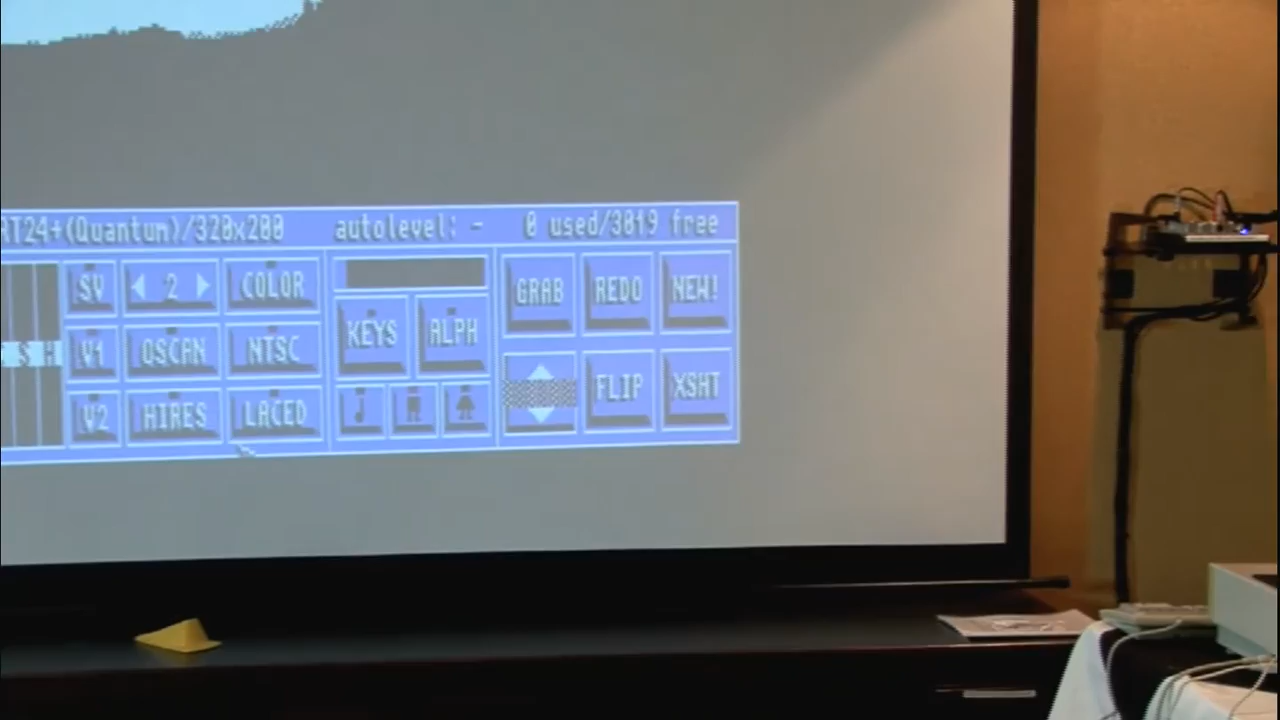 RT24+(Quantum)/320x200 autolevel: - 0 used/3019 free
SV 2 COLOR GRAB REDO NEW!
S H V1 OSCAN NTSC KEYS ALPH
V2 HIRES LACED FLIP XSHT